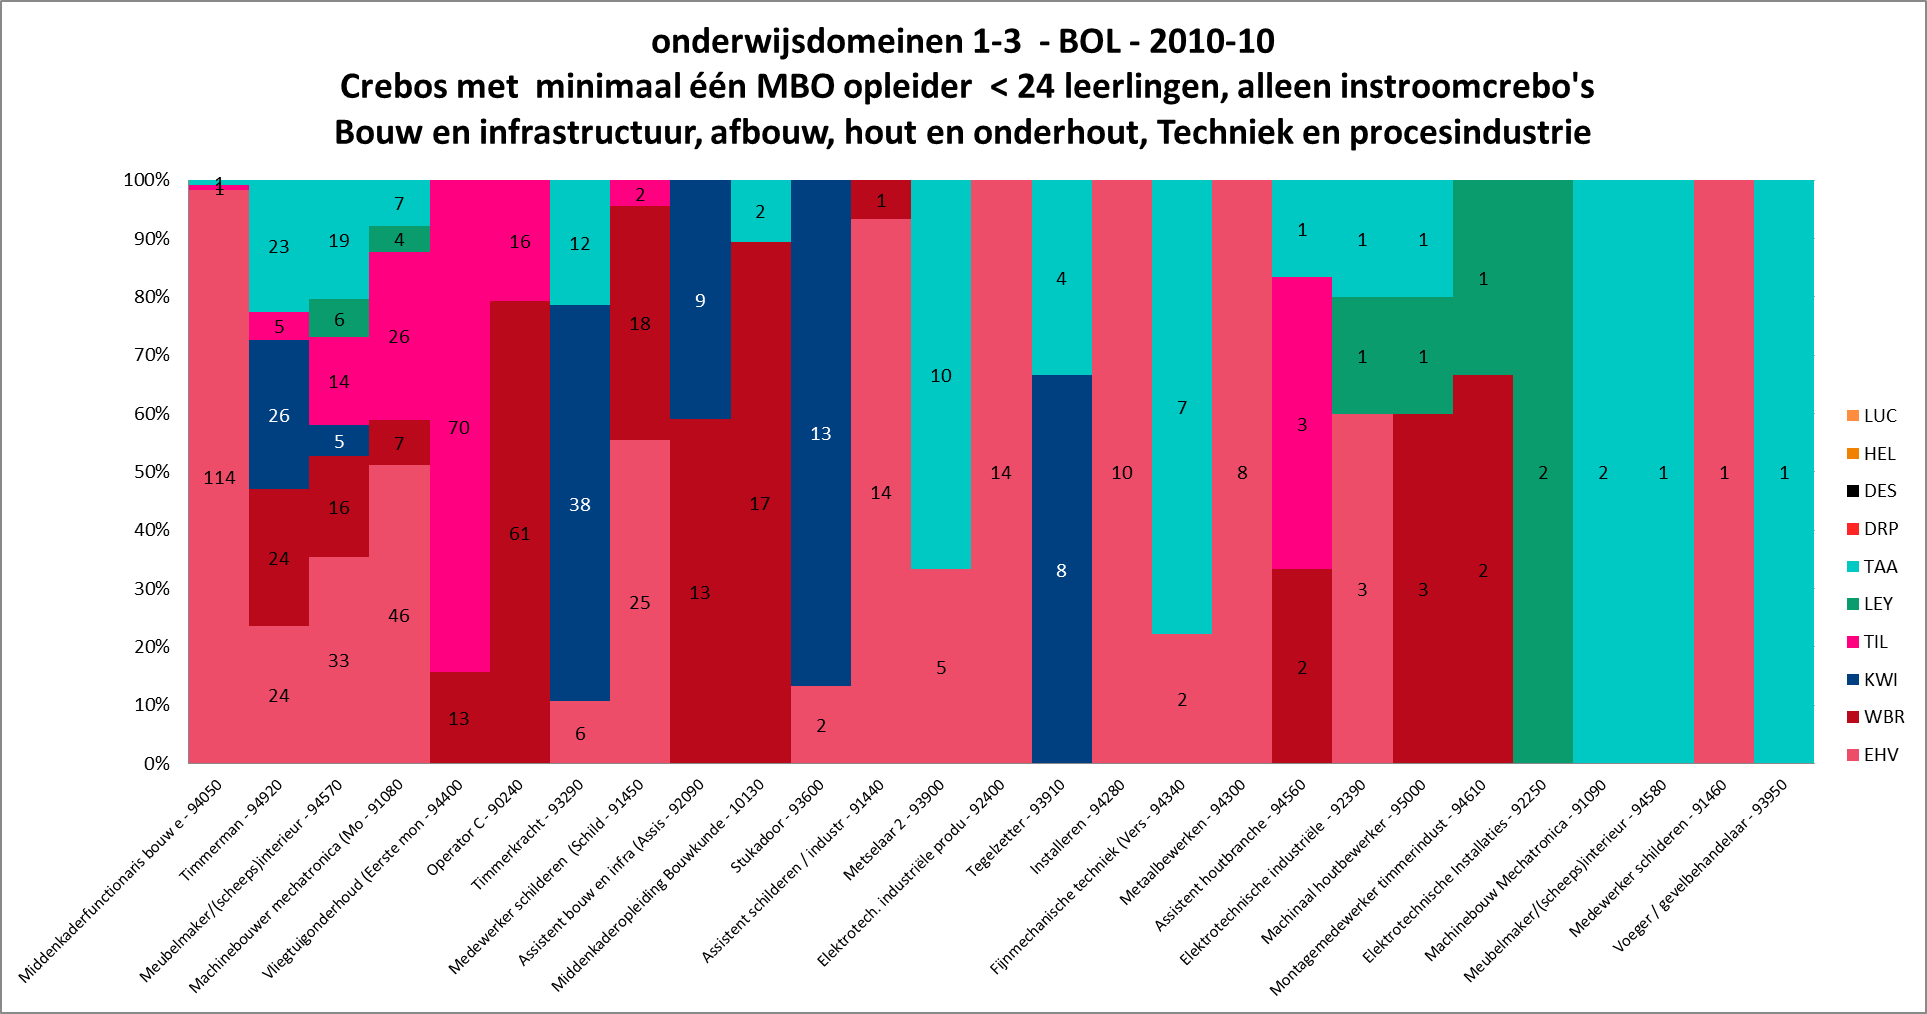 onderwijsdomeinen 1-3  - BOL - 2010-10
Crebos met  minimaal één MBO opleider  < 24 leerlingen, alleen instroomcrebo's
Bouw en infrastructuur, afbouw, hout en onderhout, Techniek en procesindustrie
100%
90%
80%
70%
60%
50%
40%
30%
20%
10%
0%
114
1
1
24
24
26
5
23
33
16
5
14
6
19
46
7
26
4
7
13
70
61
16
6
38
12
25
18
2
13
9
17
2
2
13
14
1
5
10
14
8
4
10
2
7
8
2
3
1
3
1
1
3
1
1
2
1
2
2
1
1
1
LUC
HEL
DES
DRP
TAA
LEY
TIL
KWI
WBR
EHV
Middenkaderfunctionaris bouw e - 94050
Timmerman - 94920
Meubelmaker/(scheeps)interieur - 94570
Machinebouwer mechatronica (Mo - 91080
Vliegtuigonderhoud (Eerste mon - 94400
Operator C - 90240
Timmerkracht - 93290
Medewerker schilderen  (Schild - 91450
Assistent bouw en infra (Assis - 92090
Middenkaderopleiding Bouwkunde - 10130
Stukadoor - 93600
Assistent schilderen / industr - 91440
Metselaar 2 - 93900
Elektrotech. industriële produ - 92400
Tegelzetter - 93910
Installeren - 94280
Fijnmechanische techniek (Vers - 94340
Metaalbewerken - 94300
Assistent houtbranche - 94560
Elektrotechnische industriële - 92390
Machinaal houtbewerker - 95000
Montagemedewerker timmerindust - 94610
Elektrotechnische Installaties - 92250
Machinebouw Mechatronica - 91090
Meubelmaker/(scheeps)interieur - 94580
Medewerker schilderen - 91460
Voeger / gevelbehandelaar - 93950